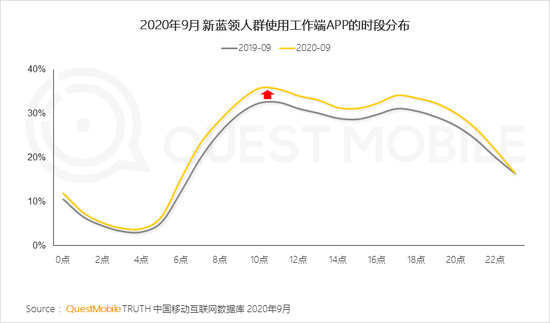 2020年9月 新蓝领人群使用工作端APP的时段分布
2019-09 2020-09
40%
30%
20%
10%
0%
0点 2点 4点 6点 8点 10点 12点 14点 16点 18点 20点 22点
QUEST MOBILE
Source：QuestMobile TRUTH 中国移动互联网数据库 2020年9月